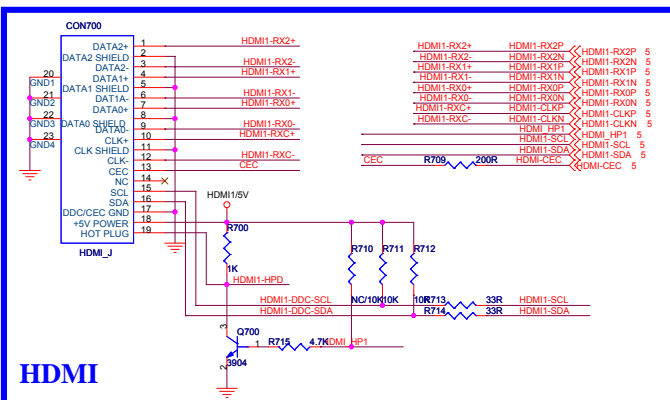 CON700
DATA2+ 1 HDMI1-RX2+
DATA2 SHIELD 2
DATA2- 3 HDMI1-RX2-
DATA1+ 4 HDMI1-RX1+
20 GND1
DATA1 SHIELD 5
21 GND2
DAT1A- 6 HDMI1-RX1-
DATA0+ 7 HDMI1-RX0+
22 GND3
DATA0 SHIELD 8
DATA0- 9 HDMI1-RX0-
23 GND4
CLK+ 10 HDMI1-RXC+
CLK SHIELD 11
CLK- 12 HDMI1-RXC-
CEC 13 CEC
NC 14
SCL 15
SDA 16
DDC/CEC GND 17
+5V POWER 18
HOT PLUG 19
HDMI_J
HDMI1-RX2+ HDMI1-RX2P HDMI1-RX2P 5
HDMI1-RX2- HDMI1-RX2N HDMI1-RX2N 5
HDMI1-RX1+ HDMI1-RX1P HDMI1-RX1P 5
HDMI1-RX1- HDMI1-RX1N HDMI1-RX1N 5
HDMI1-RX0+ HDMI1-RX0P HDMI1-RX0P 5
HDMI1-RX0- HDMI1-RX0N HDMI1-RX0N 5
HDMI1-RXC+ HDMI1-CLKP HDMI1-CLKP 5
HDMI1-RXC- HDMI1-CLKN HDMI1-CLKN 5
HDMI_HP1 HDMI_HP1 5
HDMI1-SCL HDMI1-SCL 5
HDMI1-SDA HDMI1-SDA 5
CEC R709 200R HDMI-CEC HDMI-CEC 5
HDMI1/5V
R700
1K
R710 R711 R712
HDMI1-HPD
HDMI1-DDC-SCL NC/10K 10K 10K R713 33R HDMI1-SCL
HDMI1-DDC-SDA R714 33R HDMI1-SDA
3
Q700
1 R715 4.7K HDMI_HP1
2 3904
HDMI